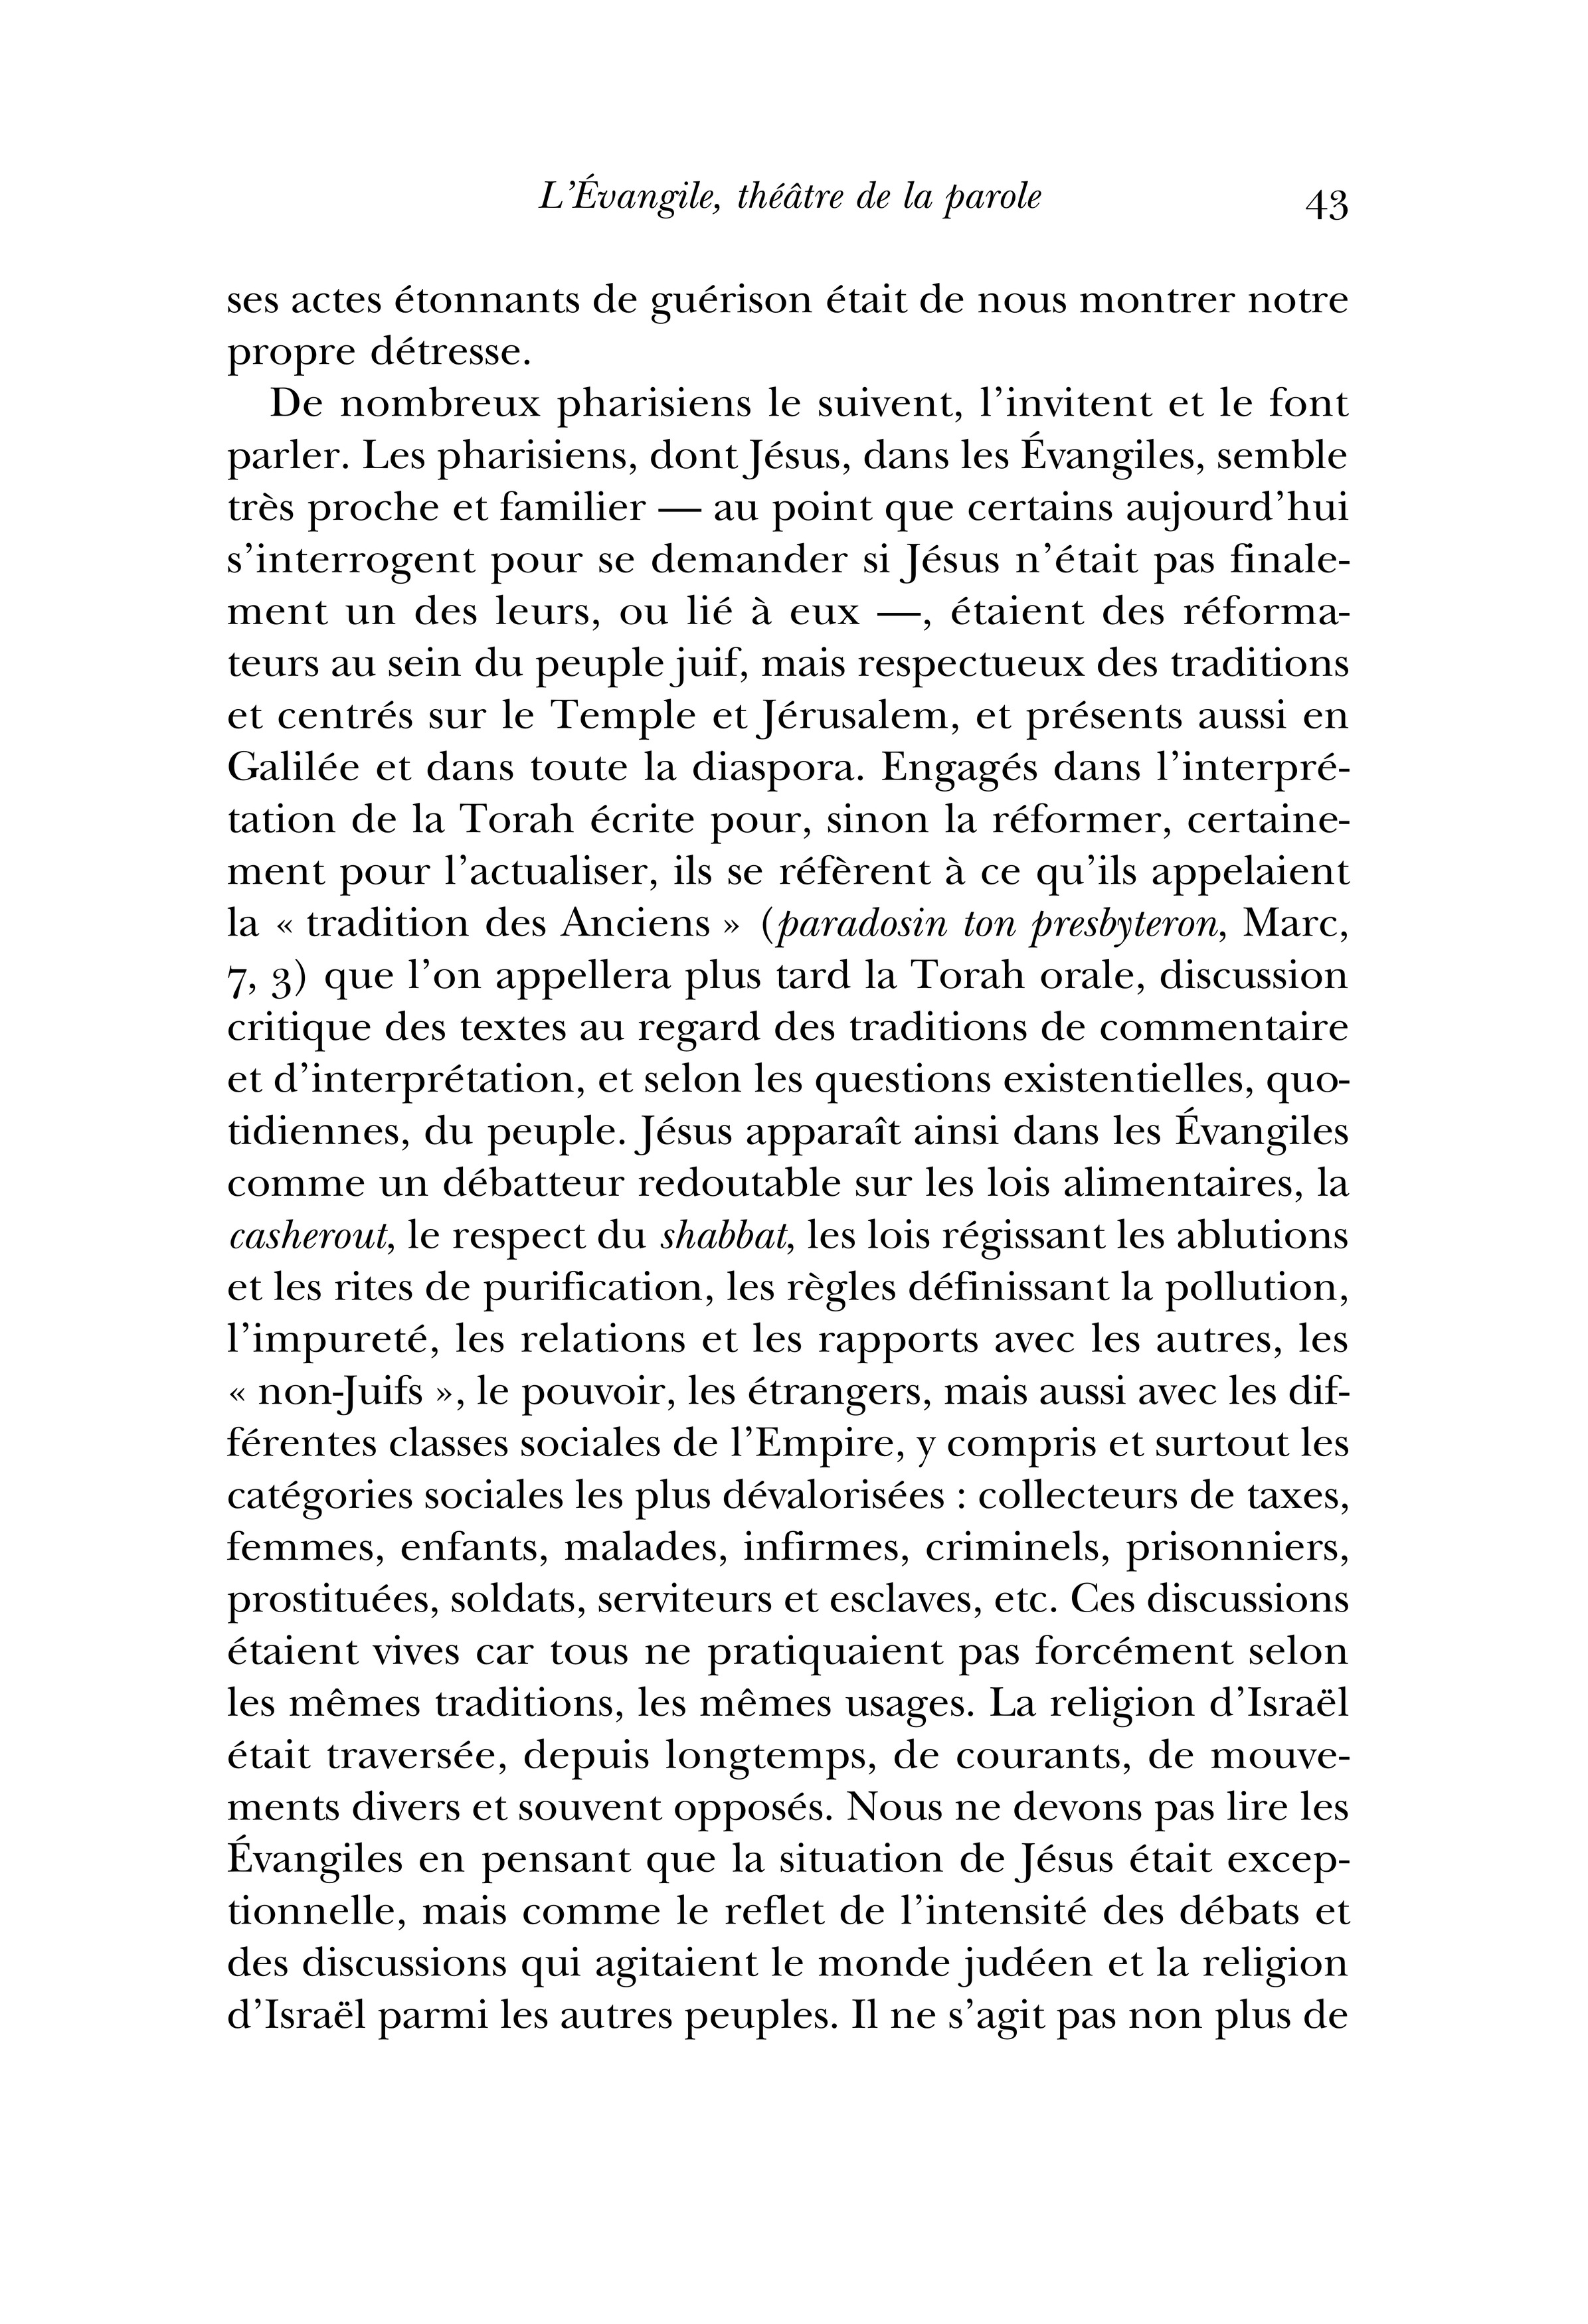 L’Évangile, théâtre de la parole 43
ses actes étonnants de guérison était de nous montrer notre
propre détresse.
De nombreux pharisiens le suivent, l’invitent et le font
parler. Les pharisiens, dont Jésus, dans les Évangiles, semble
très proche et familier — au point que certains aujourd’hui
s’interrogent pour se demander si Jésus n’était pas finale-
ment un des leurs, ou lié à eux —, étaient des réforma-
teurs au sein du peuple juif, mais respectueux des traditions
et centrés sur le Temple et Jérusalem, et présents aussi en
Galilée et dans toute la diaspora. Engagés dans l’interpré-
tation de la Torah écrite pour, sinon la réformer, certaine-
ment pour l’actualiser, ils se réfèrent à ce qu’ils appelaient
la « tradition des Anciens » (paradosin ton presbyteron, Marc,
7, 3) que l’on appellera plus tard la Torah orale, discussion
critique des textes au regard des traditions de commentaire
et d’interprétation, et selon les questions existentielles, quo-
tidiennes, du peuple. Jésus apparaît ainsi dans les Évangiles
comme un débatteur redoutable sur les lois alimentaires, la
casherout, le respect du shabbat, les lois régissant les ablutions
et les rites de purification, les règles définissant la pollution,
l’impureté, les relations et les rapports avec les autres, les
« non-Juifs », le pouvoir, les étrangers, mais aussi avec les dif-
férentes classes sociales de l’Empire, y compris et surtout les
catégories sociales les plus dévalorisées : collecteurs de taxes,
femmes, enfants, malades, infirmes, criminels, prisonniers,
prostituées, soldats, serviteurs et esclaves, etc. Ces discussions
étaient vives car tous ne pratiquaient pas forcément selon
les mêmes traditions, les mêmes usages. La religion d’Israël
était traversée, depuis longtemps, de courants, de mouve-
ments divers et souvent opposés. Nous ne devons pas lire les
Évangiles en pensant que la situation de Jésus était excep-
tionnelle, mais comme le reflet de l’intensité des débats et
des discussions qui agitaient le monde judéen et la religion
d’Israël parmi les autres peuples. Il ne s’agit pas non plus de